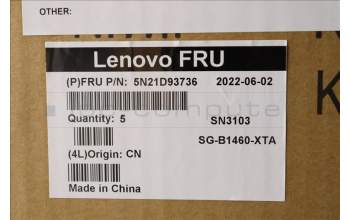 OTHER:
Lenovo FRU
(P)FRU P/N: 5N21D93736 2022-06-02
Quantity: 5 SN3103
SG-B1460-XTA
(4L)Origin: CN
Made in China